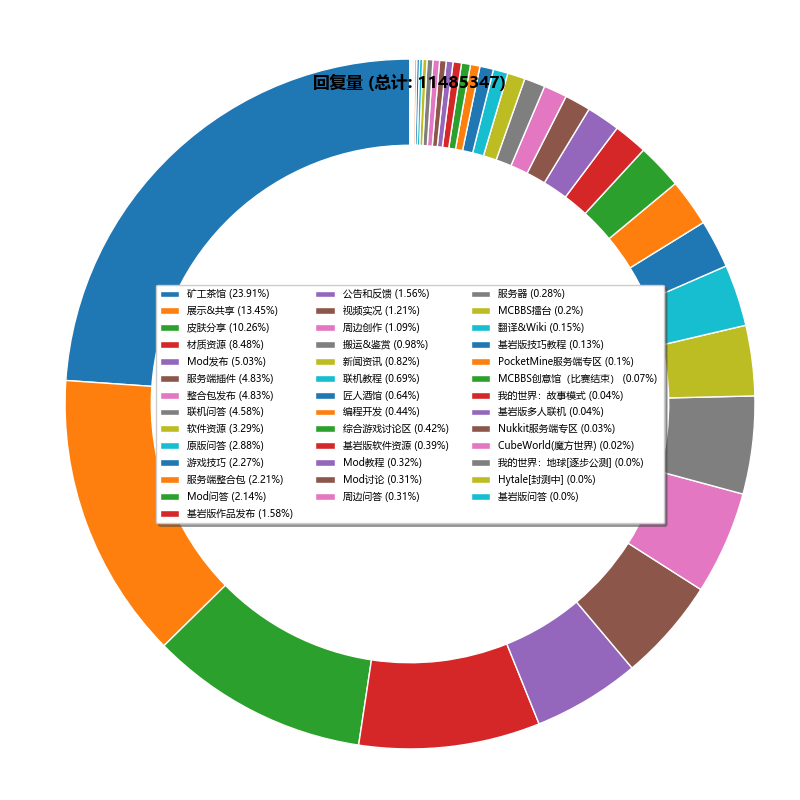 回复量 (总计: 11485347)
矿工茶馆 (23.91%)
展示&共享 (13.45%)
皮肤分享 (10.26%)
材质资源 (8.48%)
Mod发布 (5.03%)
服务端插件 (4.83%)
整合包发布 (4.83%)
联机问答 (4.58%)
软件资源 (3.29%)
原版问答 (2.88%)
游戏技巧 (2.27%)
服务端整合包 (2.21%)
Mod问答 (2.14%)
基岩版作品发布 (1.58%)
公告和反馈 (1.56%)
视频实况 (1.21%)
周边创作 (1.09%)
搬运&鉴赏 (0.98%)
新闻资讯 (0.82%)
联机教程 (0.69%)
匠人酒馆 (0.64%)
编程开发 (0.44%)
综合游戏讨论区 (0.42%)
基岩版软件资源 (0.39%)
Mod教程 (0.32%)
Mod讨论 (0.31%)
周边问答 (0.31%)
服务器 (0.28%)
MCBBS擂台 (0.2%)
翻译&Wiki (0.15%)
基岩版技巧教程 (0.13%)
PocketMine服务端专区 (0.1%)
MCBBS创意馆（比赛结束） (0.07%)
我的世界：故事模式 (0.04%)
基岩版多人联机 (0.04%)
Nukkit服务端专区 (0.03%)
CubeWorld(魔方世界) (0.02%)
我的世界：地球[逐步公测] (0.0%)
Hytale[封测中] (0.0%)
基岩版问答 (0.0%)